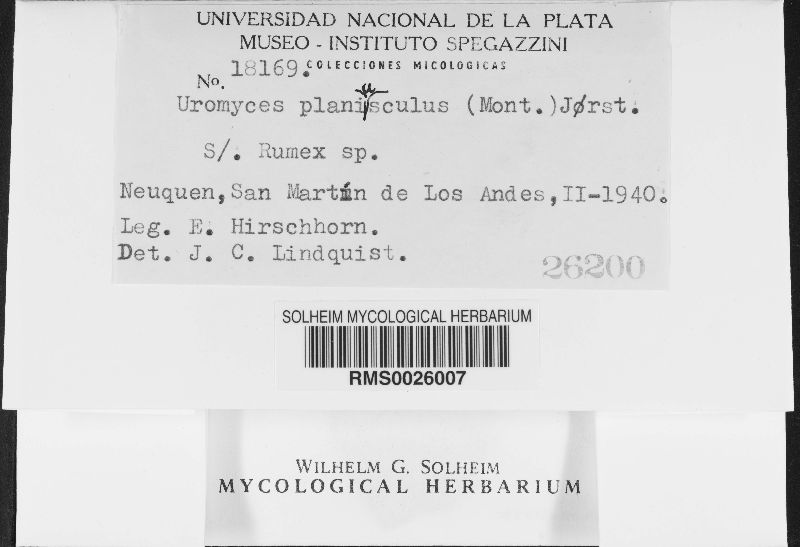 UNIVERSIDAD NACIONAL DE LA PLATA
MUSEO - INSTITUTO SPEGAZZINI
COLECCIONES MICOLOGICAS
No. 18169.
Uromyces planiusculus (Mont.) Jørst.
S/. Rumex sp.
Neuquen, San Martín de Los Andes, II-1940.
Leg. E. Hirschhorn.
Det. J. C. Lindquist.
26200
SOLHEIM MYCOLOGICAL HERBARIUM
RMS0026007
WILHELM G. SOLHEIM
MYCOLOGICAL HERBARIUM